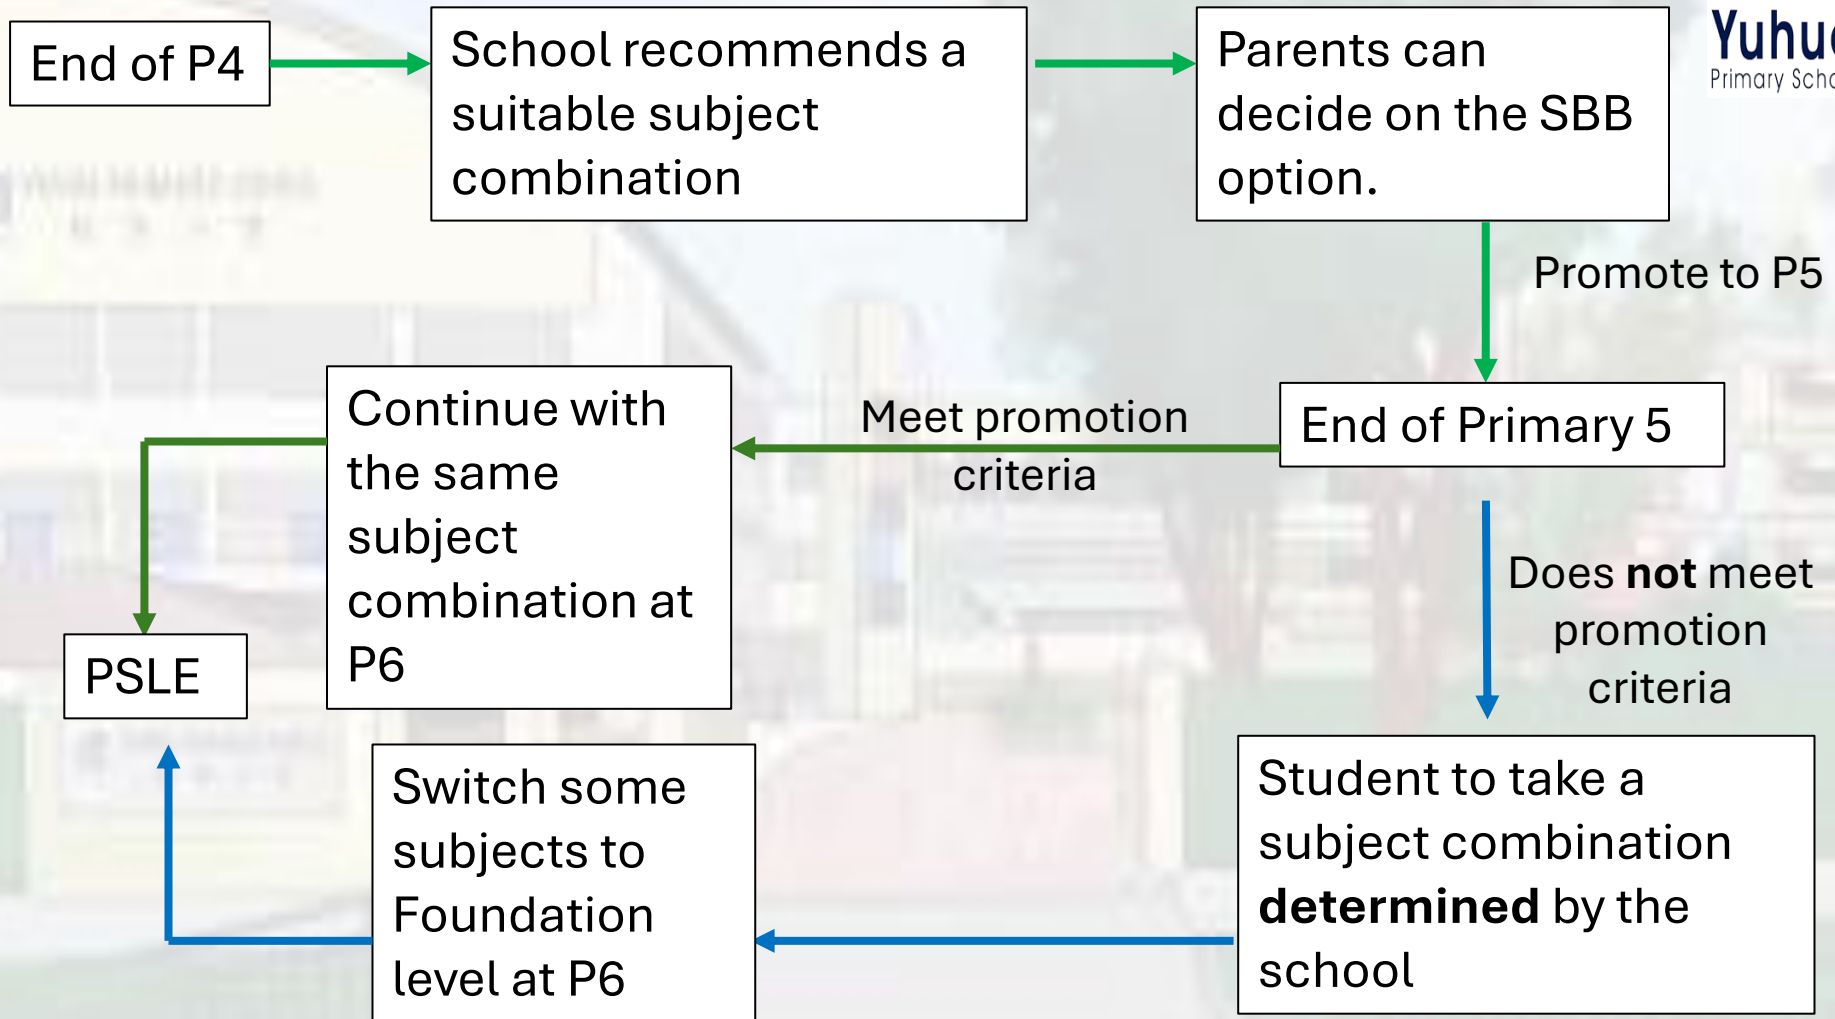 End of P4
School recommends a
suitable subject
combination
Parents can
decide on the SBB
option.
Primary
Promote to P5
End of Primary 5
Meet promotion
criteria
Continue with
the same
subject
combination at
P6
PSLE
Does not meet
promotion
criteria
Student to take a
subject combination
determined by the
school
Switch some
subjects to
Foundation
level at P6